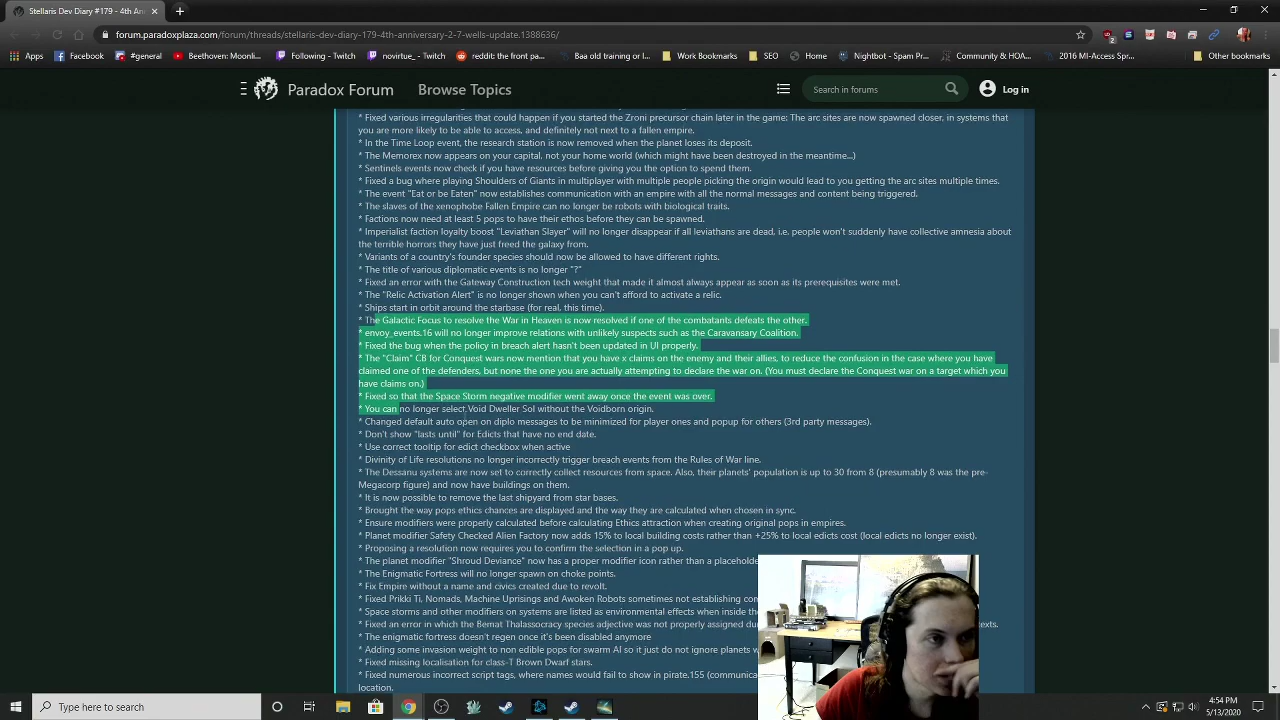 Stellaris Dev Diary #179 - 4th An
forum.paradoxplaza.com/forum/threads/stellaris-dev-diary-179-4th-anniversary-2-7-wells-update.1388636/
Apps Facebook #general Beethoven: Moonli... Following - Twitch novirtue_ - Twitch reddit: the front pa... Baa old training or l... Work Bookmarks Social Home Nightbot - Spam Pr... Community & HOA... 2016 MI-Access Spr... Other bookmarks
Paradox Forum Browse Topics Search in forums Log in
* Fixed various irregularities that could happen if you started the Zroni precursor chain later in the game: The arc sites are now spawned closer, in systems that
you are more likely to be able to access, and definitely not next to a fallen empire.
* In the Time Loop event, the research station is now removed when the planet loses its deposit.
* The Memorex now appears on your capital, not your home world (which might have been destroyed in the meantime...)
* Sentinels events now check if you have resources before giving you the option to spend them.
* Fixed a bug where playing Shoulders of Giants in multiplayer with multiple people picking the origin would lead to you getting the arc sites multiple times.
* The event "Eat or be Eaten" now establishes communication with an empire with all the normal messages and content being triggered.
* The slaves of the xenophobe Fallen Empire can no longer be robots with biological traits.
* Factions now need at least 5 pops to have their ethos before they can be spawned.
* Imperialist faction loyalty boost "Leviathan Slayer" will no longer disappear if all leviathans are dead, i.e. people won't suddenly have collective amnesia about
the terrible horrors they have just freed the galaxy from.
* Variants of a country's founder species should now be allowed to have different rights.
* The title of various diplomatic events is no longer "?"
* Fixed an error with the Gateway Construction tech weight that made it almost always appear as soon as its prerequisites were met.
* The "Relic Activation Alert" is no longer shown when you can't afford to activate a relic.
* Ships start in orbit around the starbase (for real, this time).
* The Galactic Focus to resolve the War in Heaven is now resolved if one of the combatants defeats the other.
* envoy_events.16 will no longer improve relations with unlikely suspects such as the Caravansary Coalition.
* Fixed the bug when the policy in breach alert hasn't been updated in UI properly.
* The "Claim" CB for Conquest wars now mention that you have x claims on the enemy and their allies, to reduce the confusion in the case where you have
claimed one of the defenders, but none the one you are actually attempting to declare the war on. (You must declare the Conquest war on a target which you
have claims on.)
* Fixed so that the Space Storm negative modifier went away once the event was over.
* You can no longer select Void Dweller Sol without the Voidborn origin.
* Changed default auto open on diplo messages to be minimized for player ones and popup for others (3rd party messages).
* Don't show "lasts until" for Edicts that have no end date.
* Use correct tooltip for edict checkbox when active
* Divinity of Life resolutions no longer incorrectly trigger breach events from the Rules of War line.
* The Dessanu systems are now set to correctly collect resources from space. Also, their planets' population is up to 30 from 8 (presumably 8 was the pre-
Megacorp figure) and now have buildings on them.
* It is now possible to remove the last shipyard from star bases.
* Brought the way pops ethics chances are displayed and the way they are calculated when chosen in sync.
* Ensure modifiers were properly calculated before calculating Ethics attraction when creating original pops in empires.
* Planet modifier Safety Checked Alien Factory now adds 15% to local building costs rather than +25% to local edicts cost (local edicts no longer exist).
* Proposing a resolution now requires you to confirm the selection in a pop up.
* The planet modifier "Shroud Deviance" now has a proper modifier icon rather than a placeholde
* The Enigmatic Fortress will no longer spawn on choke points.
* Fix Empire without a name and civics created due to revolt.
* Fixed Prikki Ti, Nomads, Machine Uprisings and Awoken Robots sometimes not establishing com
* Space storms and other modifiers on systems are listed as environmental effects when inside the
* Fixed an error in which the Bemat Thalassocracy species adjective was not properly assigned du texts.
* The enigmatic fortress doesn't regen once it's been disabled anymore
* Adding some invasion weight to non edible pops for swarm AI so it just do not ignore planets w
* Fixed missing localisation for class-T Brown Dwarf stars.
* Fixed numerous incorrect script tags, where names would fail to show in pirate.155 (communica
location.
Type here to search
4:54 PM
5/13/2020